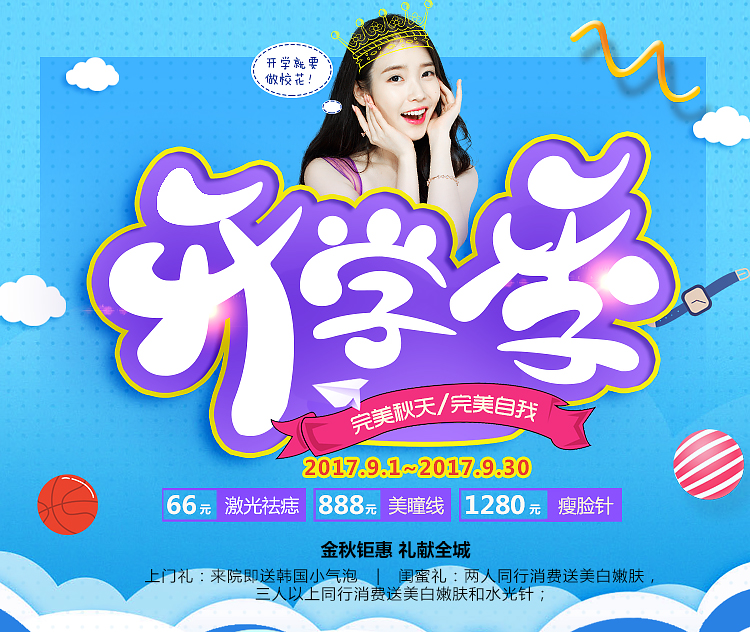 开学就要
做校花!
开学季
完美秋天/完美自我
2017.9.1~2017.9.30
66元 激光祛痣 888元 美瞳线 1280元 瘦脸针
金秋钜惠 礼献全城
上门礼：来院即送韩国小气泡 | 闺蜜礼：两人同行消费送美白嫩肤，
三人以上同行消费送美白嫩肤和水光针；